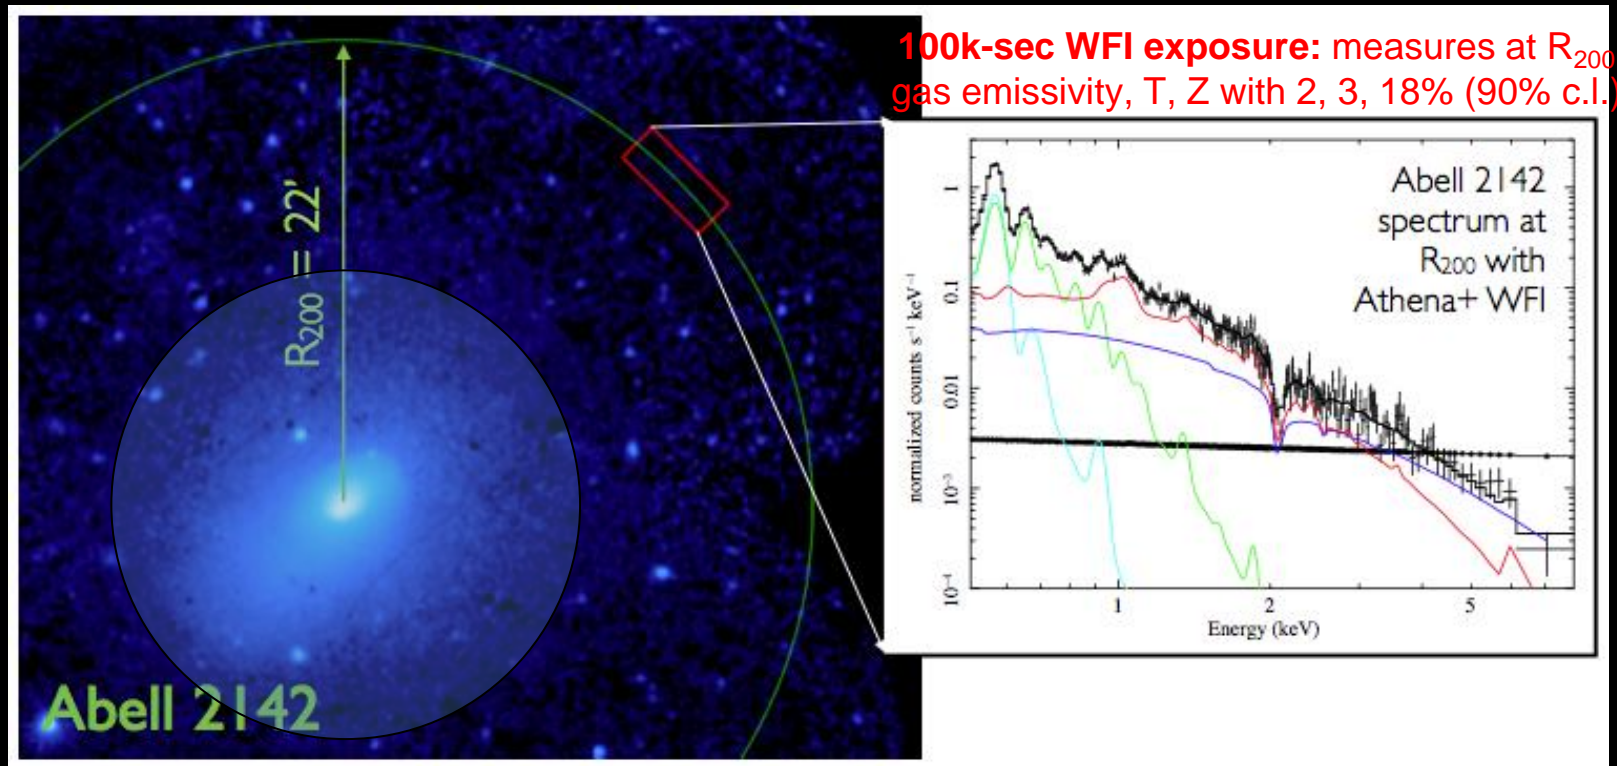 100k-sec WFI exposure: measures at R200
gas emissivity, T, Z with 2, 3, 18% (90% c.l.)
R200 = 22'
Abell 2142
Abell 2142
spectrum at
R200 with
Athena+ WFI
normalized counts s⁻¹ keV⁻¹
1
0.1
0.01
10⁻³
10⁻⁴
1 2 5
Energy (keV)